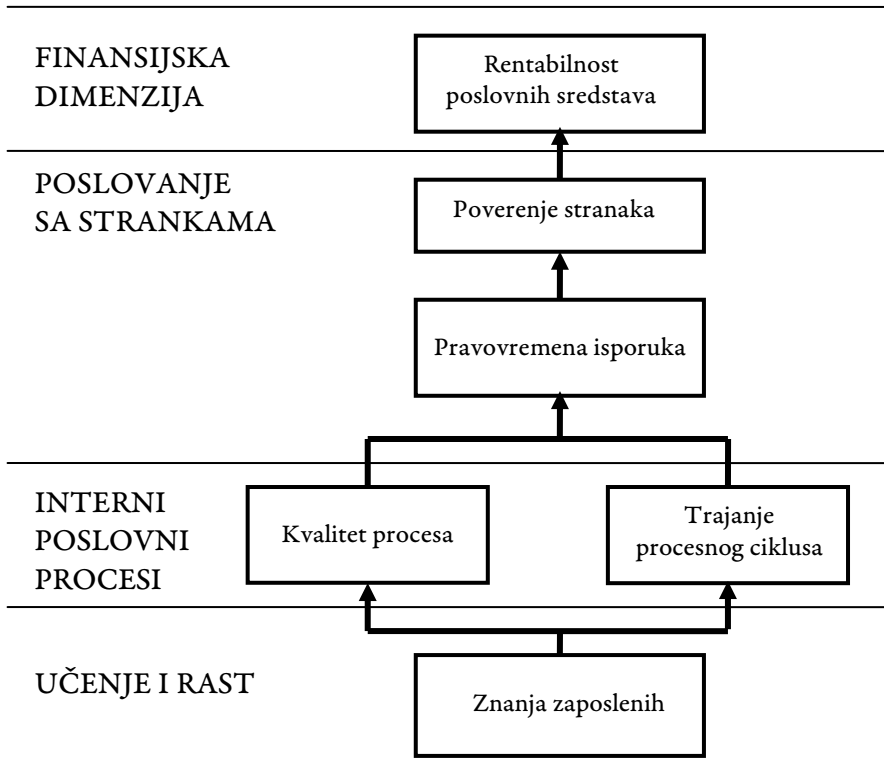 FINANSIJSKA
DIMENZIJA
Rentabilnost
poslovnih sredstava
POSLOVANJE
SA STRANKAMA
Poverenje stranaka
Pravovremena isporuka
INTERNI
POSLOVNI
PROCESI
Kvalitet procesa
Trajanje
procesnog ciklusa
UČENJE I RAST
Znanja zaposlenih